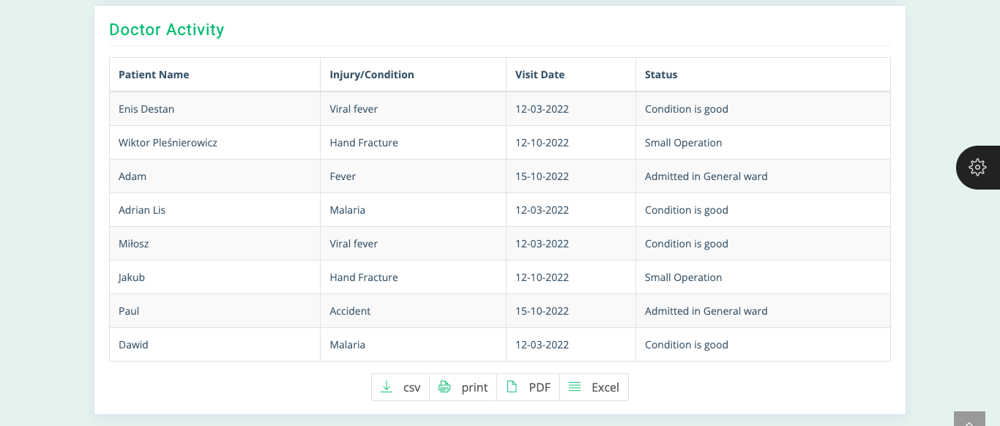 Doctor Activity
Patient Name Injury/Condition Visit Date Status
Enis Destan Viral fever 12-03-2022 Condition is good
Wiktor Pleśnierowicz Hand Fracture 12-10-2022 Small Operation
Adam Fever 15-10-2022 Admitted in General ward
Adrian Lis Malaria 12-03-2022 Condition is good
Miłosz Viral fever 12-03-2022 Condition is good
Jakub Hand Fracture 12-10-2022 Small Operation
Paul Accident 15-10-2022 Admitted in General ward
Dawid Malaria 12-03-2022 Condition is good
csv print PDF Excel